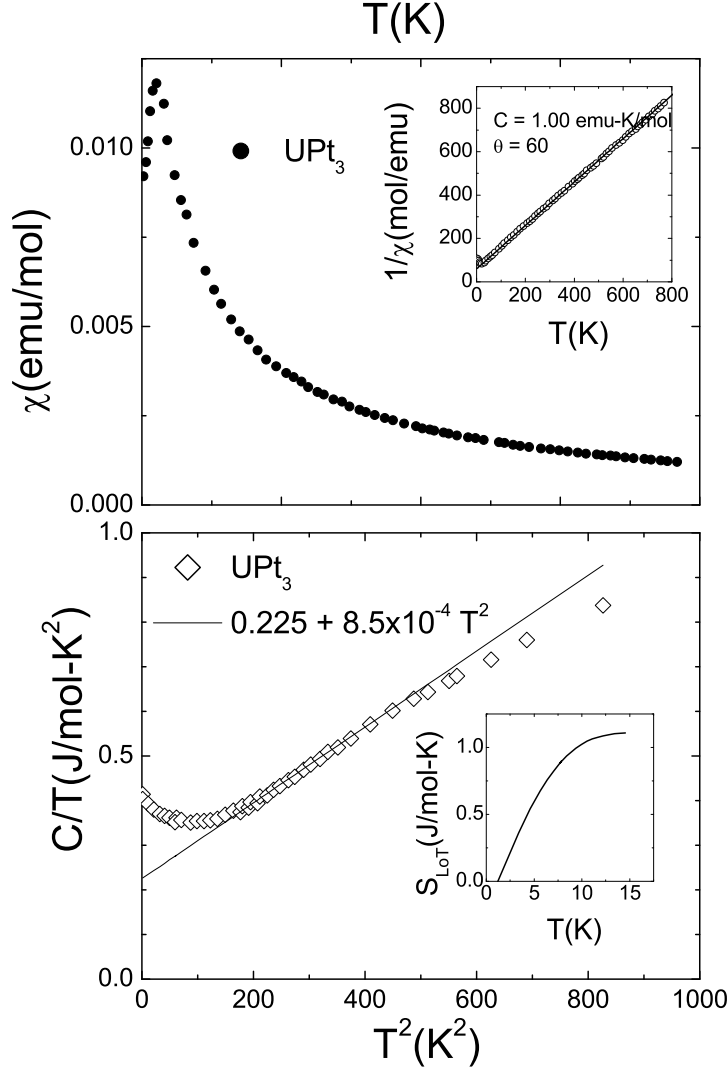 T(K)
χ(emu/mol)
0.010
0.005
0.000
UPt₃
1/χ(mol/emu)
800
600
400
200
0
C = 1.00 emu-K/mol
θ = 60
0 200 400 600 800
T(K)
C/T(J/mol-K²)
1.0
0.5
0.0
UPt₃
0.225 + 8.5x10⁻⁴ T²
S_LoT(J/mol-K)
1.0
0.5
0.0
0 5 10 15
T(K)
0 200 400 600 800 1000
T²(K²)